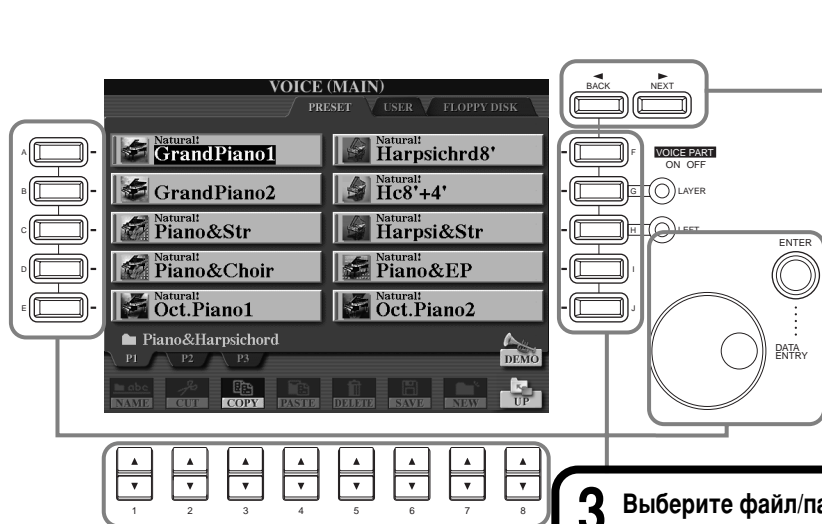 BACK NEXT
VOICE (MAIN)
PRESET USER FLOPPY DISK
A Natural! GrandPiano1 Natural! Harpsichrd8' F
VOICE PART
ON OFF
B GrandPiano2 Natural! Hc8'+4' G LAYER
C Natural! Piano&Str Natural! Harpsi&Str H LEFT
ENTER
D Natural! Piano&Choir Natural! Piano&EP I
E Natural! Oct.Piano1 Natural! Oct.Piano2 J
Piano&Harpsichord
P1 P2 P3 DEMO
DATA
ENTRY
abc
NAME CUT COPY PASTE DELETE SAVE NEW UP
1 2 3 4 5 6 7 8
3 Выберите файл/па